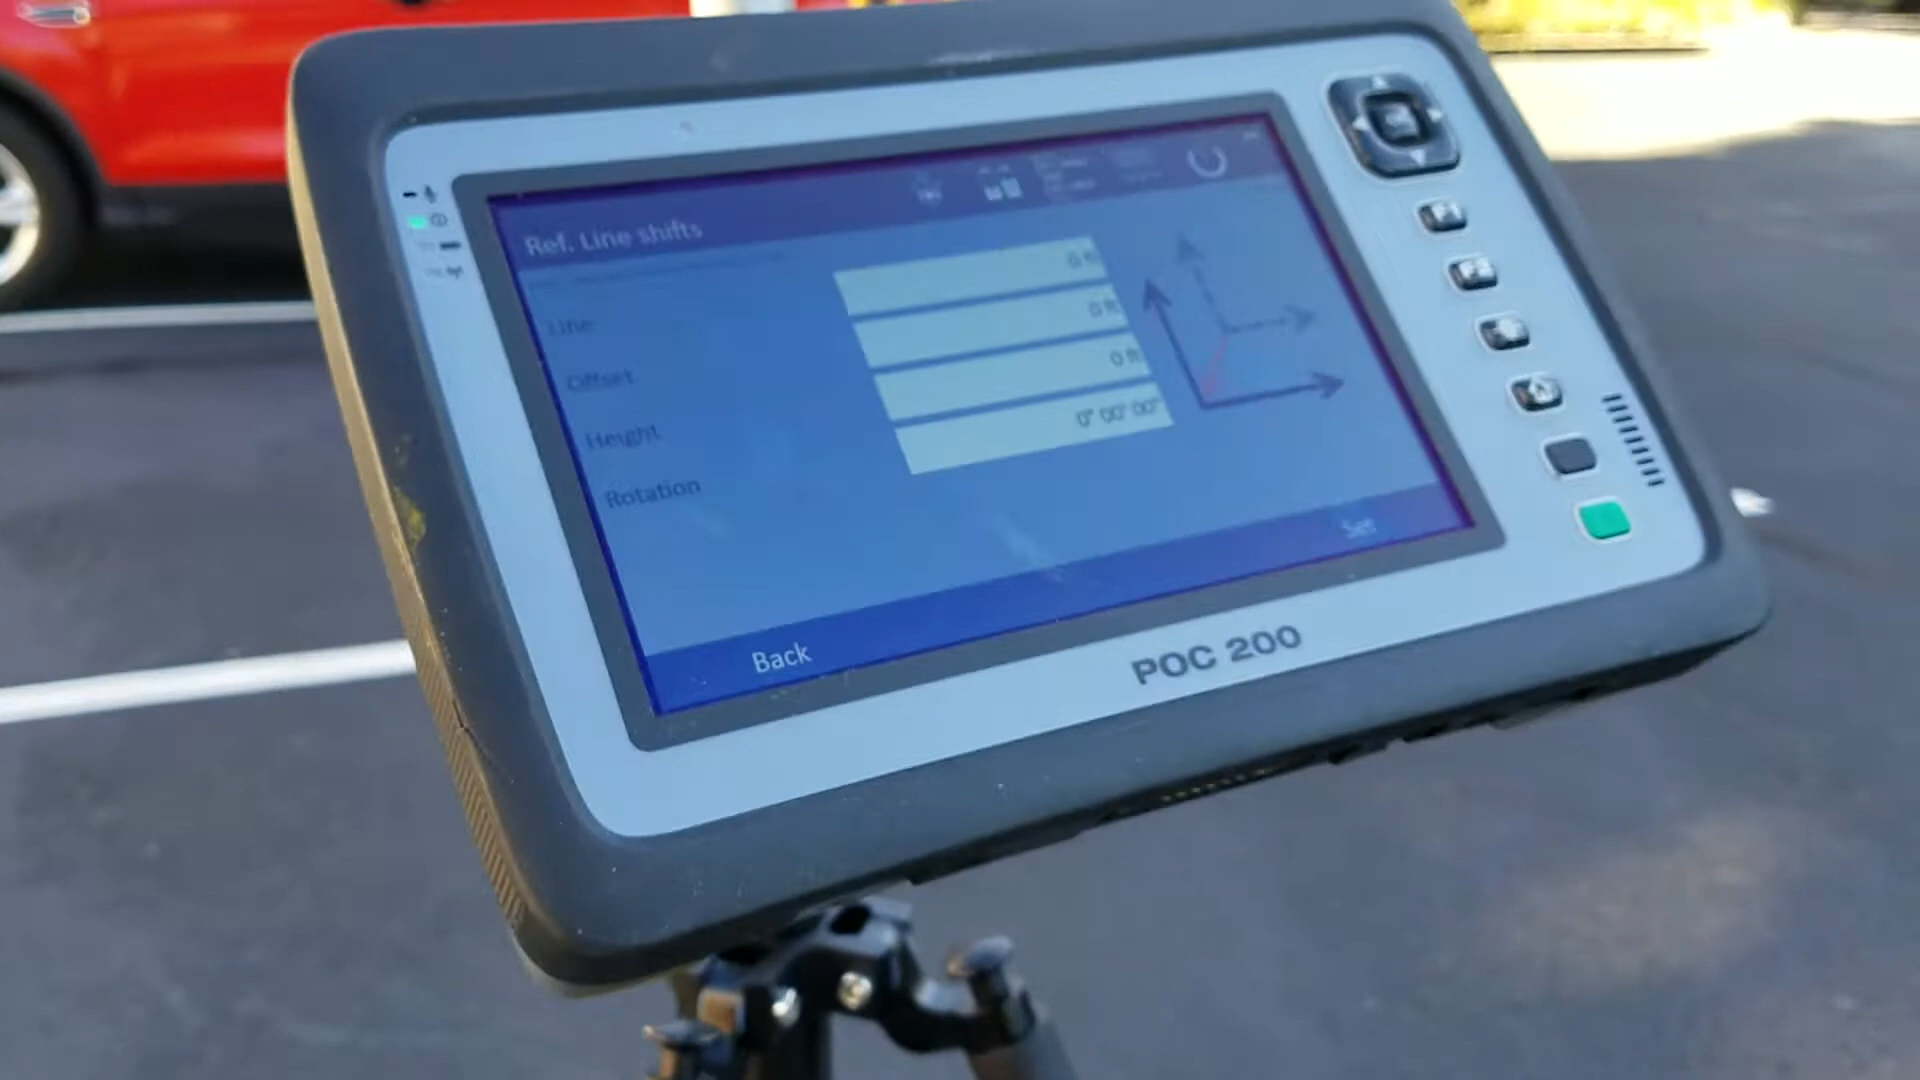 Ref. Line shifts
Line 0 ft
Offset 0 ft
Height 0 ft
Rotation 0° 00' 00"
Back Set
POC 200